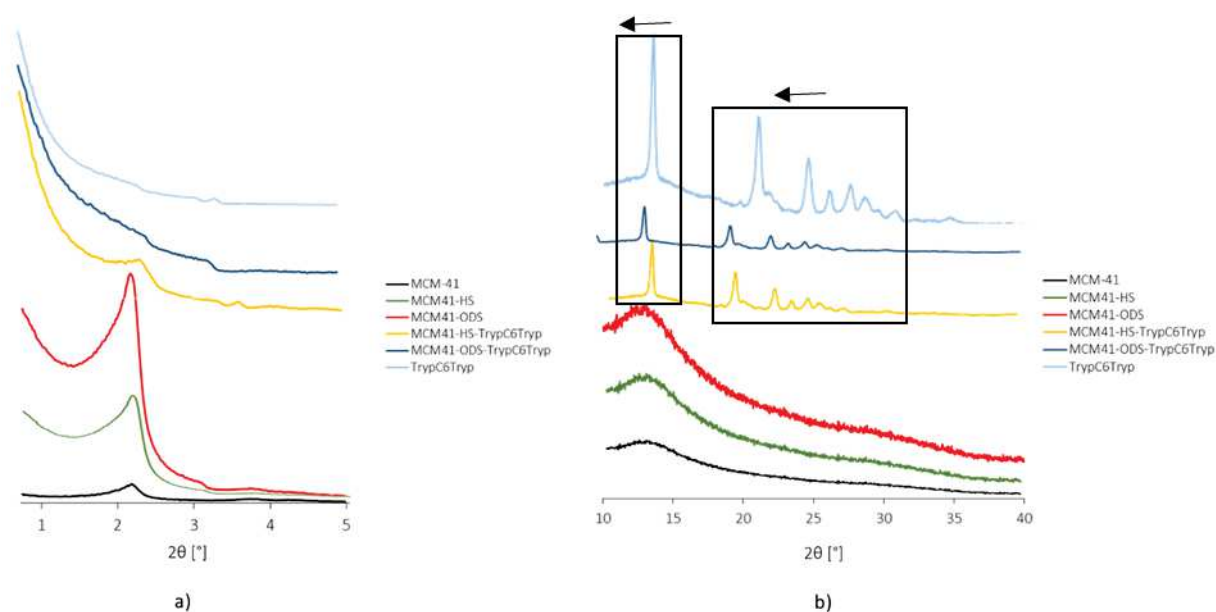 MCM-41
MCM41-HS
MCM41-ODS
MCM41-HS-TrypC6Tryp
MCM41-ODS-TrypC6Tryp
TrypC6Tryp
1 2 3 4 5
2θ [°]
a)
MCM-41
MCM41-HS
MCM41-ODS
MCM41-HS-TrypC6Tryp
MCM41-ODS-TrypC6Tryp
TrypC6Tryp
10 15 20 25 30 35 40
2θ [°]
b)